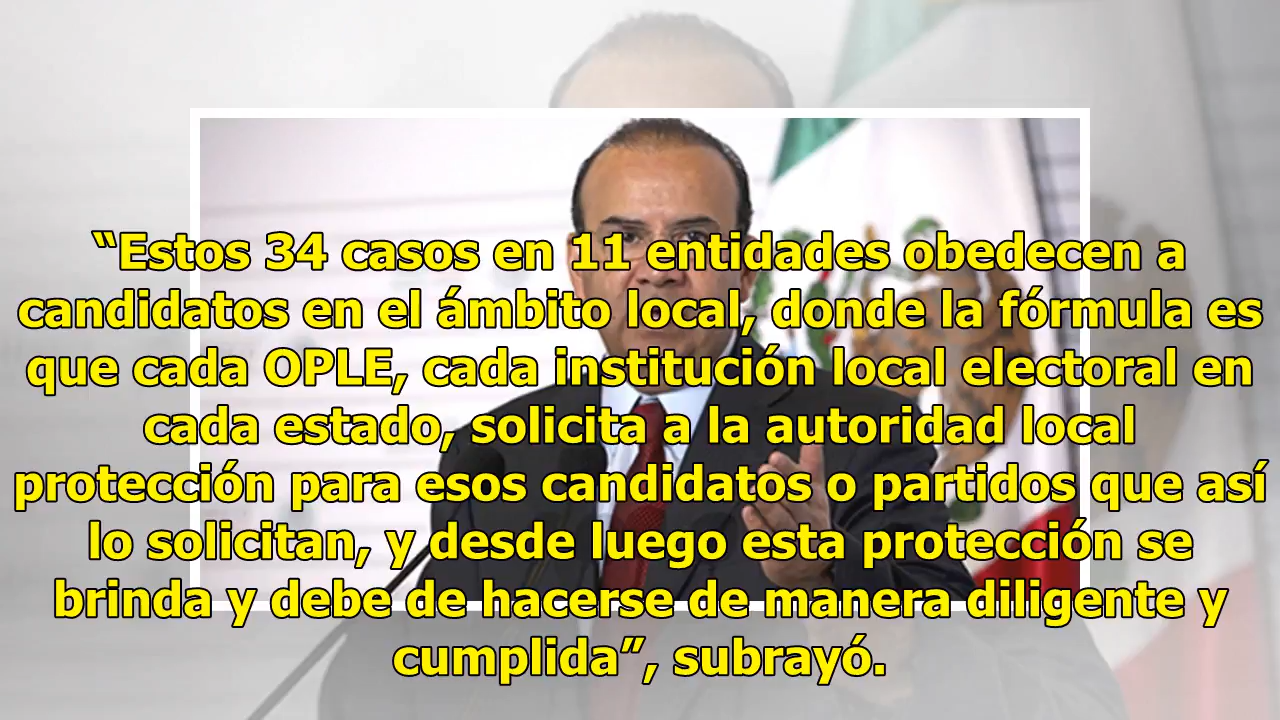 “Estos 34 casos en 11 entidades obedecen a
candidatos en el ámbito local, donde la fórmula es
que cada OPLE, cada institución local electoral en
cada estado, solicita a la autoridad local
protección para esos candidatos o partidos que así
lo solicitan, y desde luego esta protección se
brinda y debe de hacerse de manera diligente y
cumplida”, subrayó.